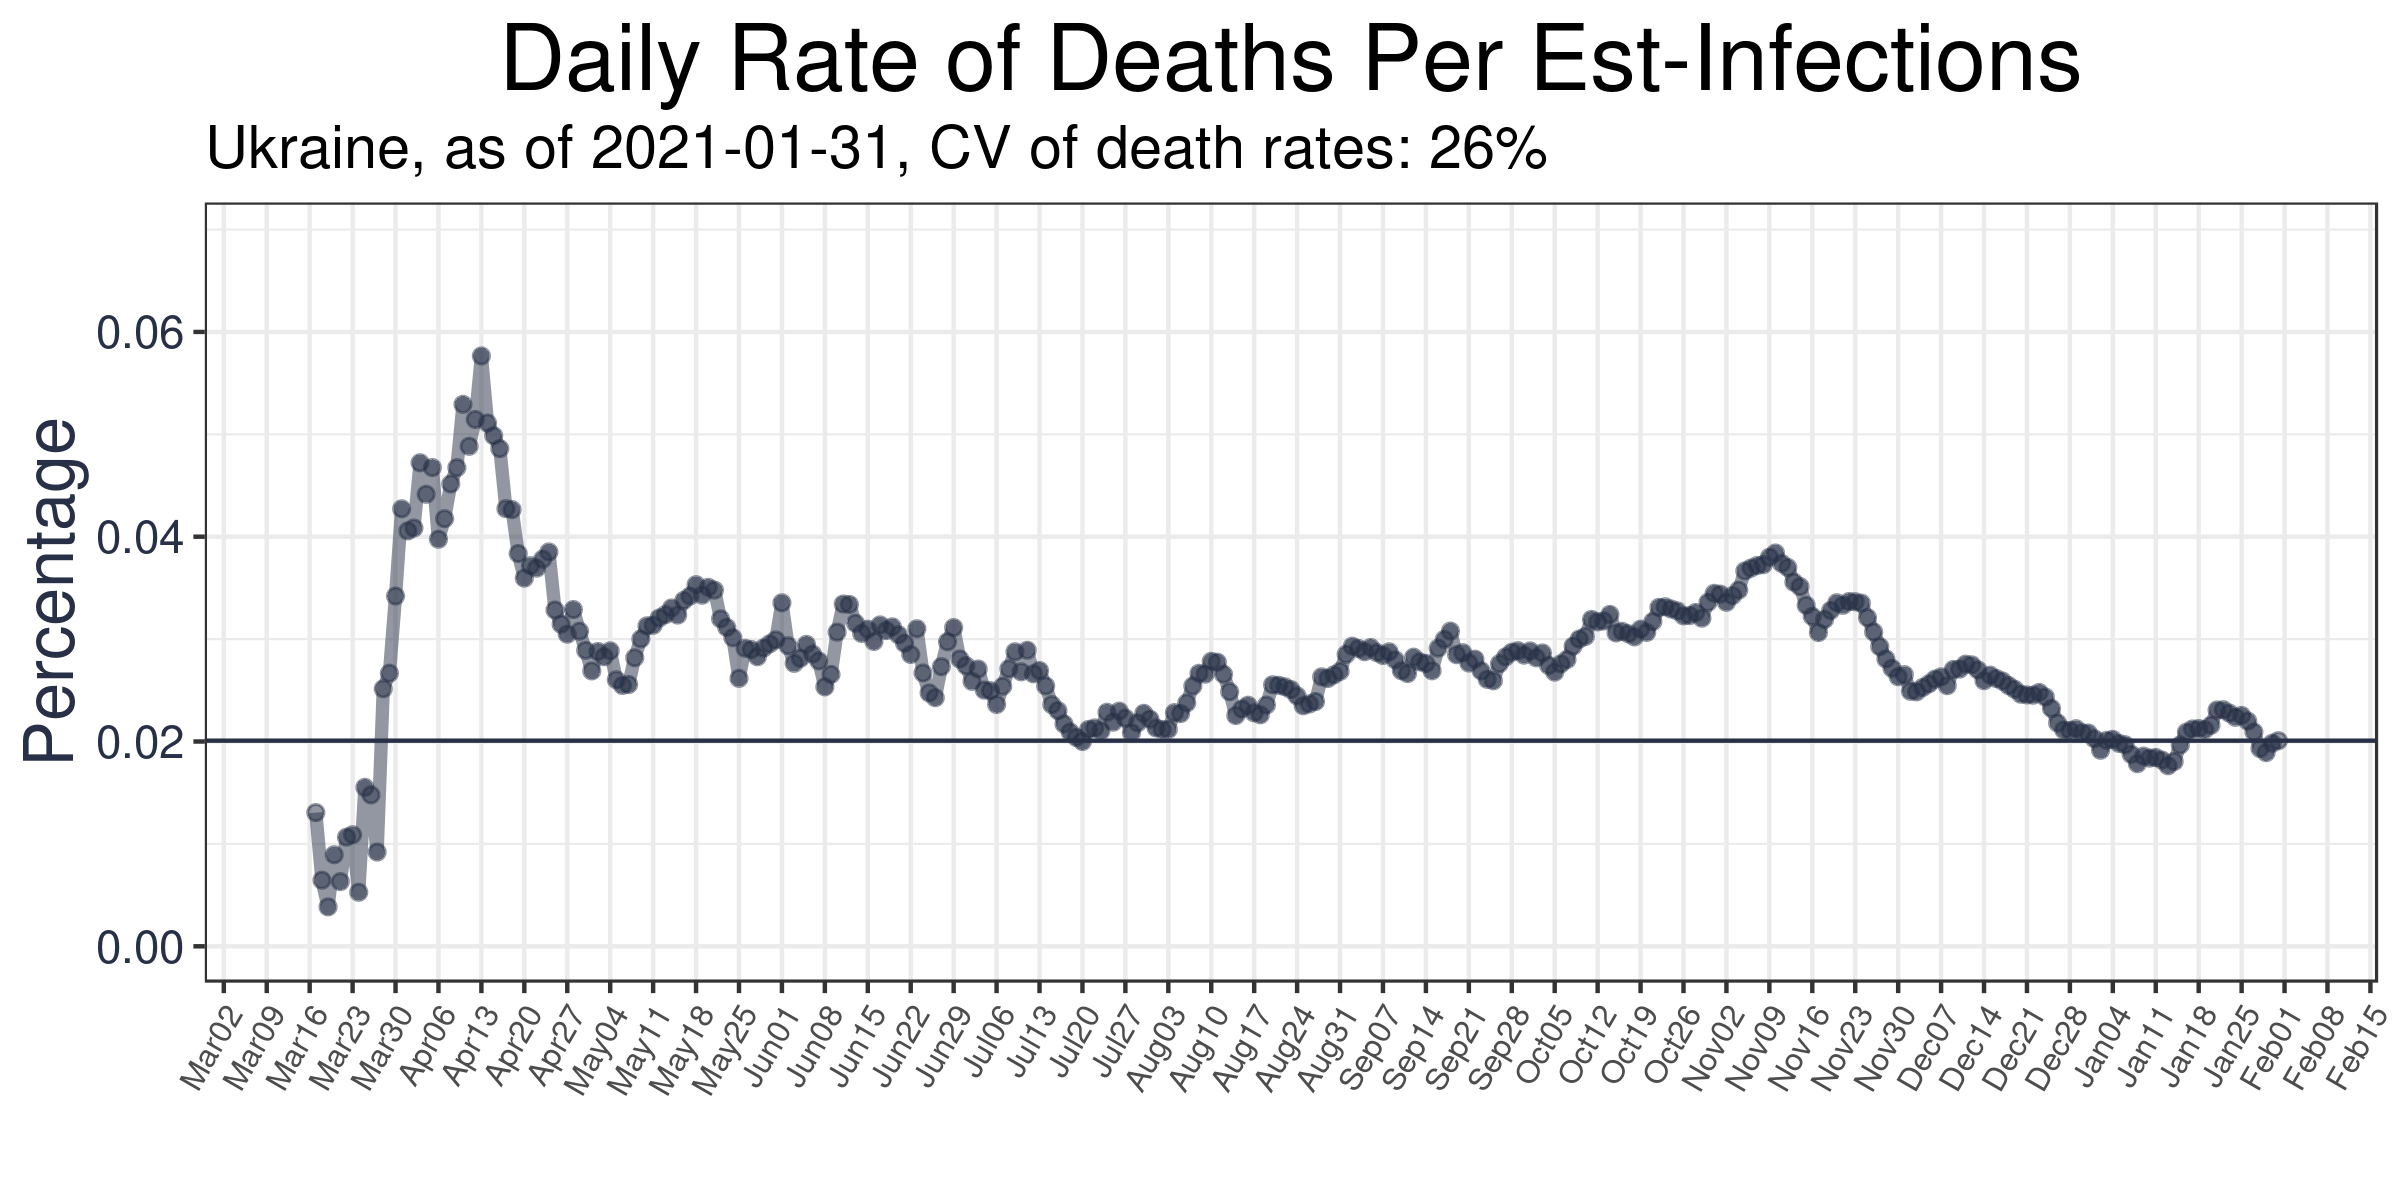 Daily Rate of Deaths Per Est-Infections
Ukraine, as of 2021-01-31, CV of death rates: 26%
Percentage
0.06
0.04
0.02
0.00
Mar02
Mar09
Mar16
Mar23
Mar30
Apr06
Apr13
Apr20
Apr27
May04
May11
May18
May25
Jun01
Jun08
Jun15
Jun22
Jun29
Jul06
Jul13
Jul20
Jul27
Aug03
Aug10
Aug17
Aug24
Aug31
Sep07
Sep14
Sep21
Sep28
Oct05
Oct12
Oct19
Oct26
Nov02
Nov09
Nov16
Nov23
Nov30
Dec07
Dec14
Dec21
Dec28
Jan04
Jan11
Jan18
Jan25
Feb01
Feb08
Feb15